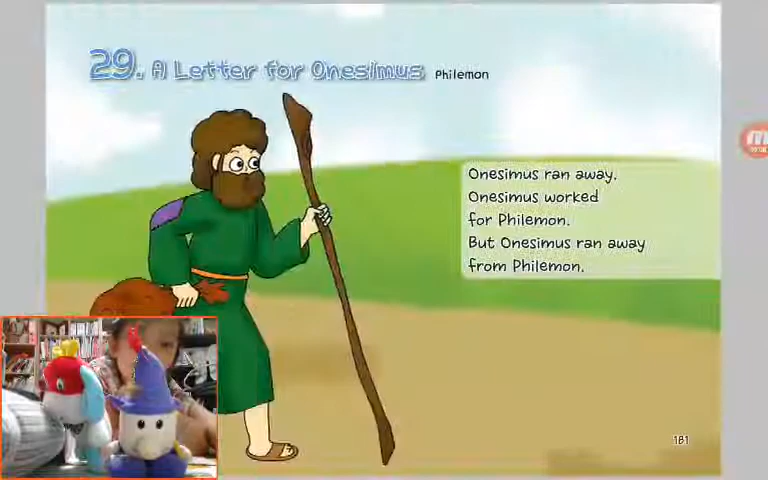 29. A Letter for Onesimus Philemon
Onesimus ran away.
Onesimus worked
for Philemon.
But Onesimus ran away
from Philemon.
181